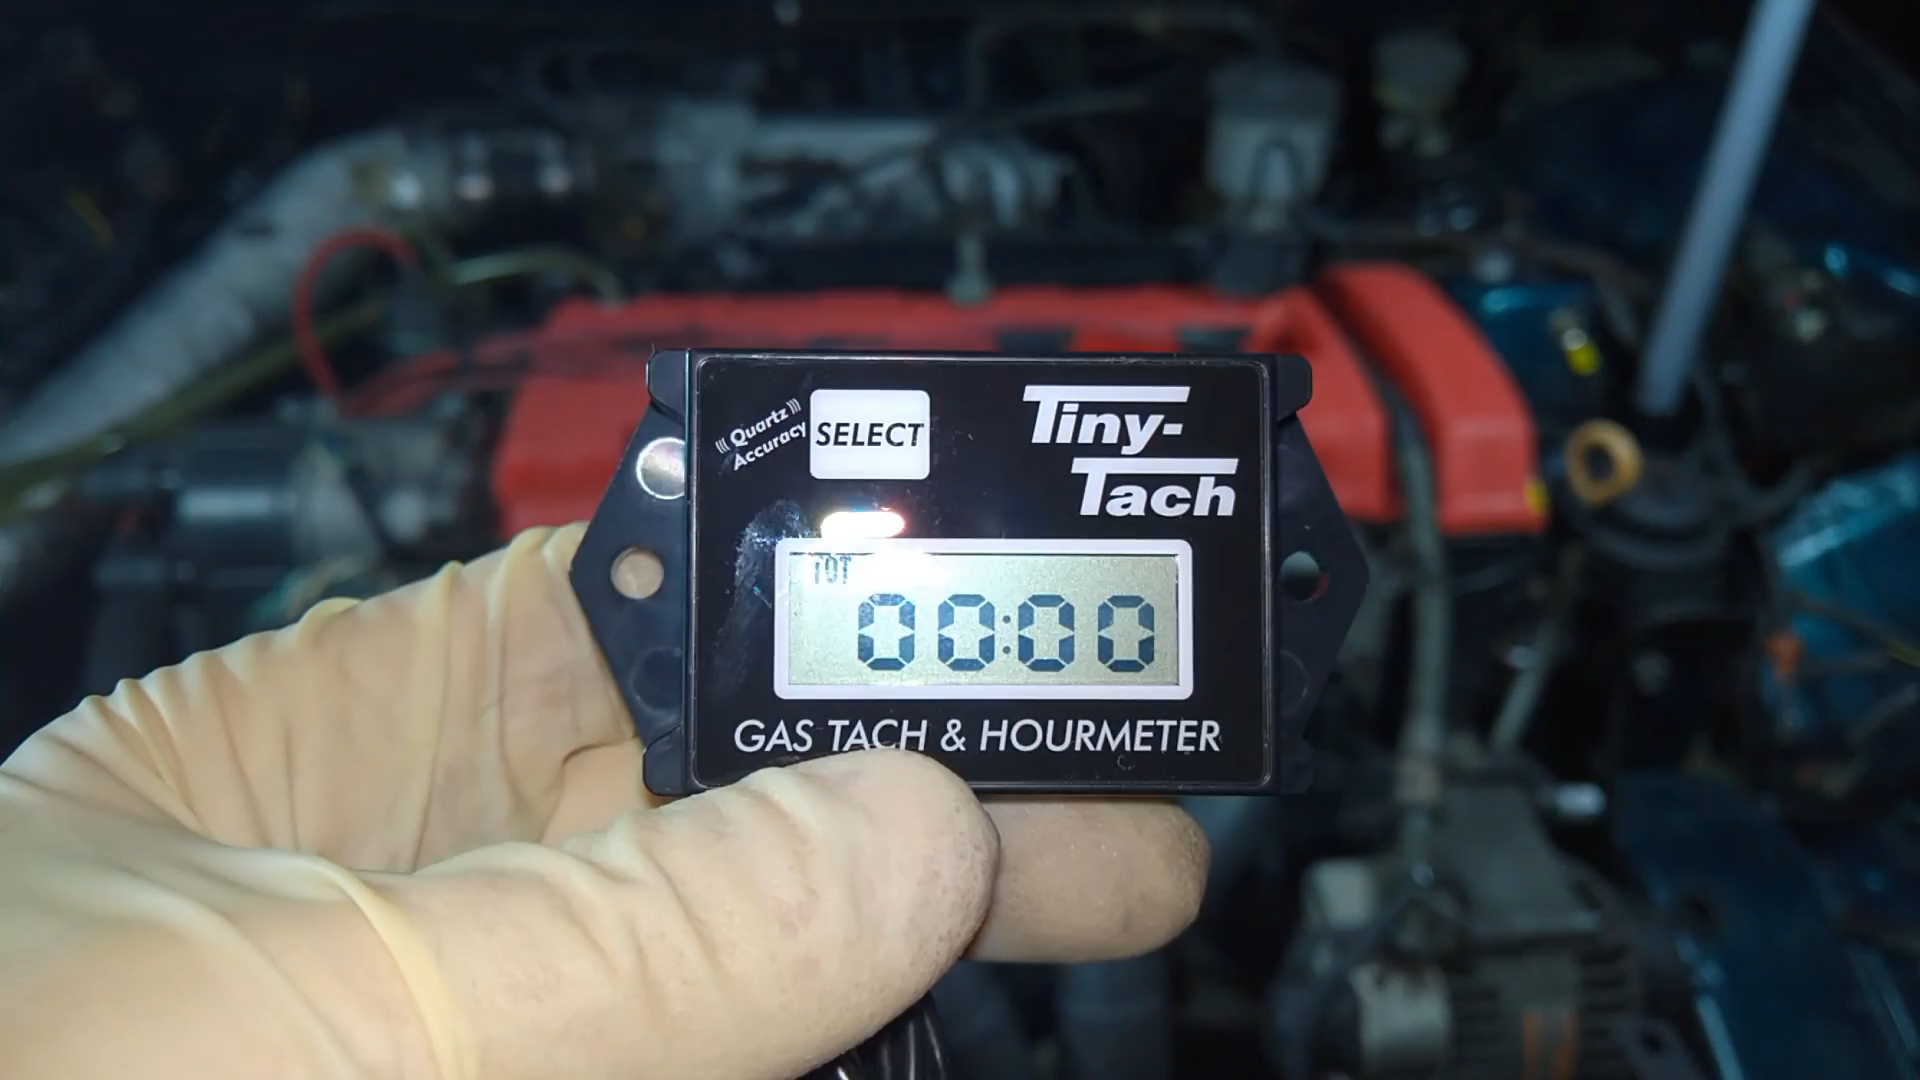 ((( Quartz )))
Accuracy
SELECT
Tiny-
Tach
TOT
00:00
GAS TACH & HOURMETER